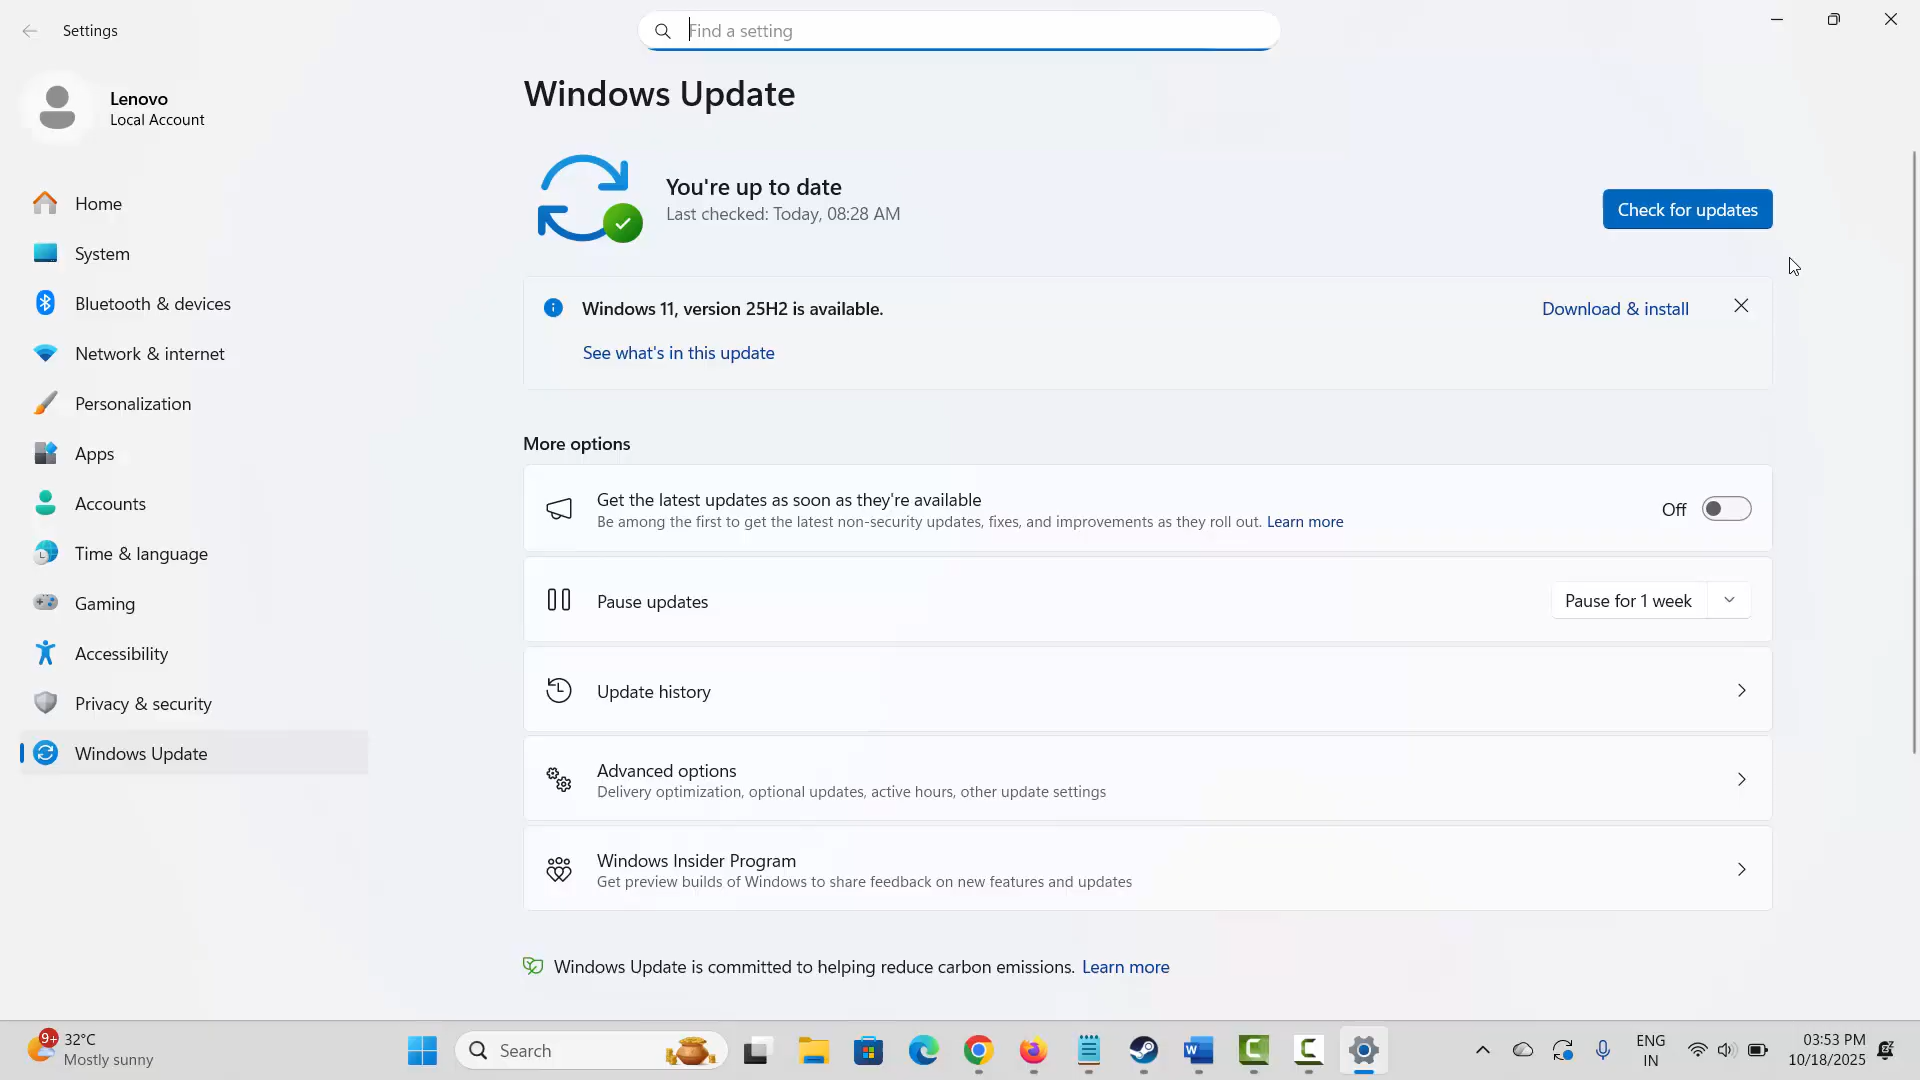 Settings
Find a setting
Lenovo
Local Account
Home
System
Bluetooth & devices
Network & internet
Personalization
Apps
Accounts
Time & language
Gaming
Accessibility
Privacy & security
Windows Update
Windows Update
You're up to date
Last checked: Today, 08:28 AM
Check for updates
Windows 11, version 25H2 is available.
Download & install
See what's in this update
More options
Get the latest updates as soon as they're available
Be among the first to get the latest non-security updates, fixes, and improvements as they roll out. Learn more
Off
Pause updates
Pause for 1 week
Update history
Advanced options
Delivery optimization, optional updates, active hours, other update settings
Windows Insider Program
Get preview builds of Windows to share feedback on new features and updates
Windows Update is committed to helping reduce carbon emissions. Learn more
9+
32°C
Mostly sunny
Search
ENG
IN
03:53 PM
10/18/2025